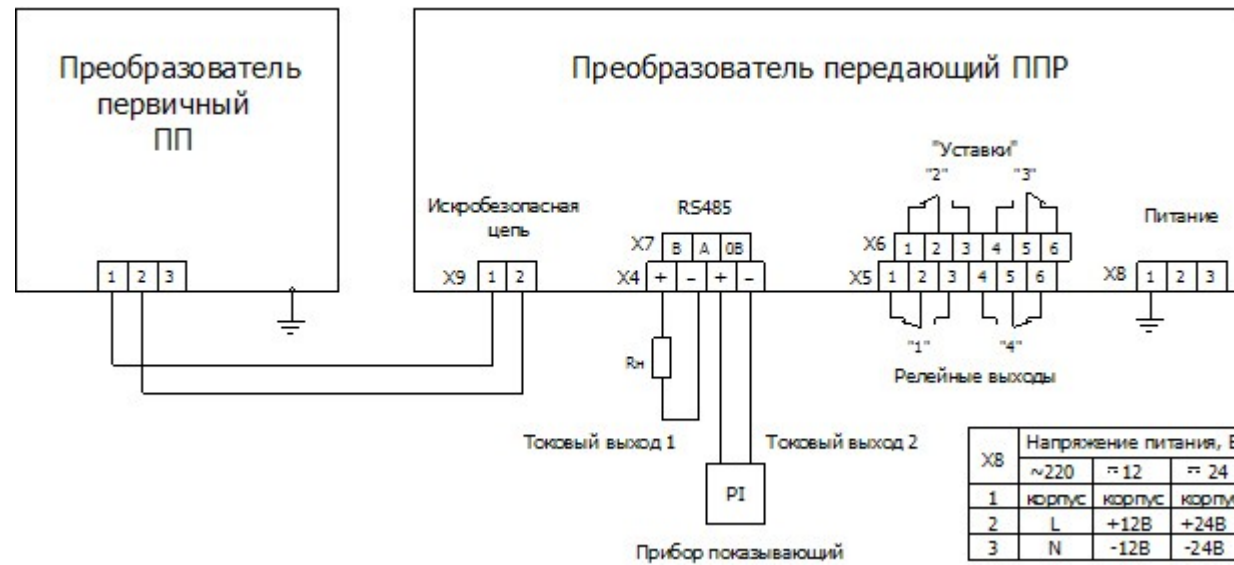 Преобразователь
первичный
ПП
1 2 3
Преобразователь передающий ППР
Искробезопасная
цепь
X9 1 2
RS485
X7 B A 0B
X4 + - + -
Rн
Токовый выход 1
Токовый выход 2
PI
Прибор показывающий
"Уставки"
"2" "3"
X6 1 2 3 4 5 6
X5 1 2 3 4 5 6
"1" "4"
Релейные выходы
Питание
X8 1 2 3
X8 Напряжение питания, В
~220 ⎓12 ⎓ 24
1 корпус корпус корпус
2 L +12В +24В
3 N -12В -24В